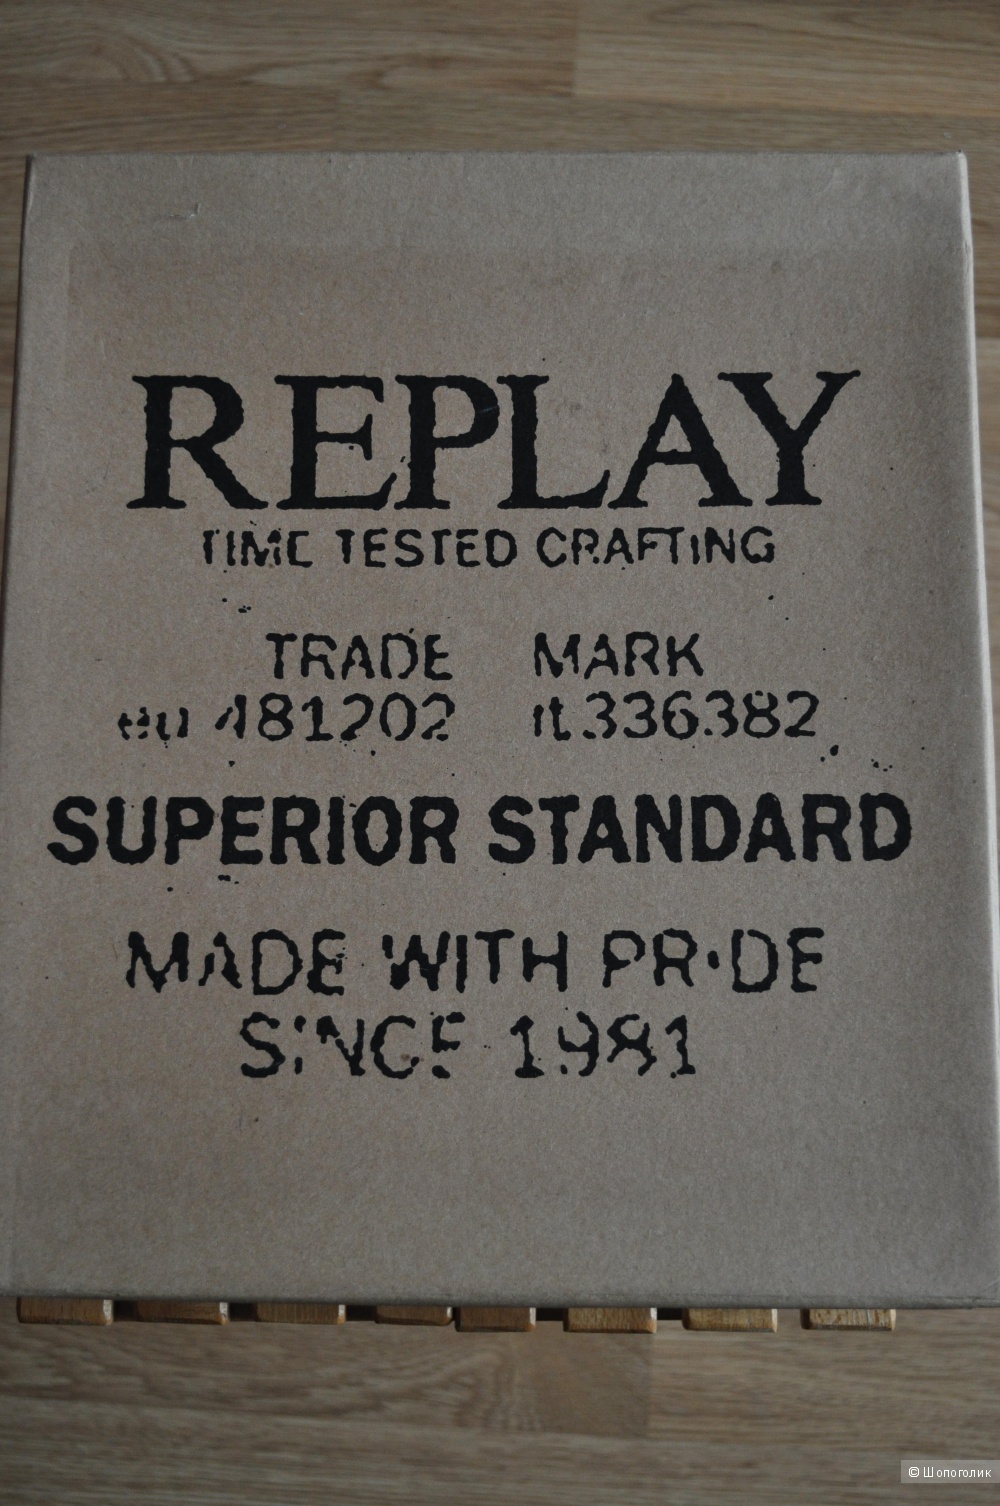 REPLAY
TIME TESTED CRAFTING
TRADE MARK
eu 481202 it.336382
SUPERIOR STANDARD
MADE WITH PRIDE
SINCE 1981
© Шопоголик